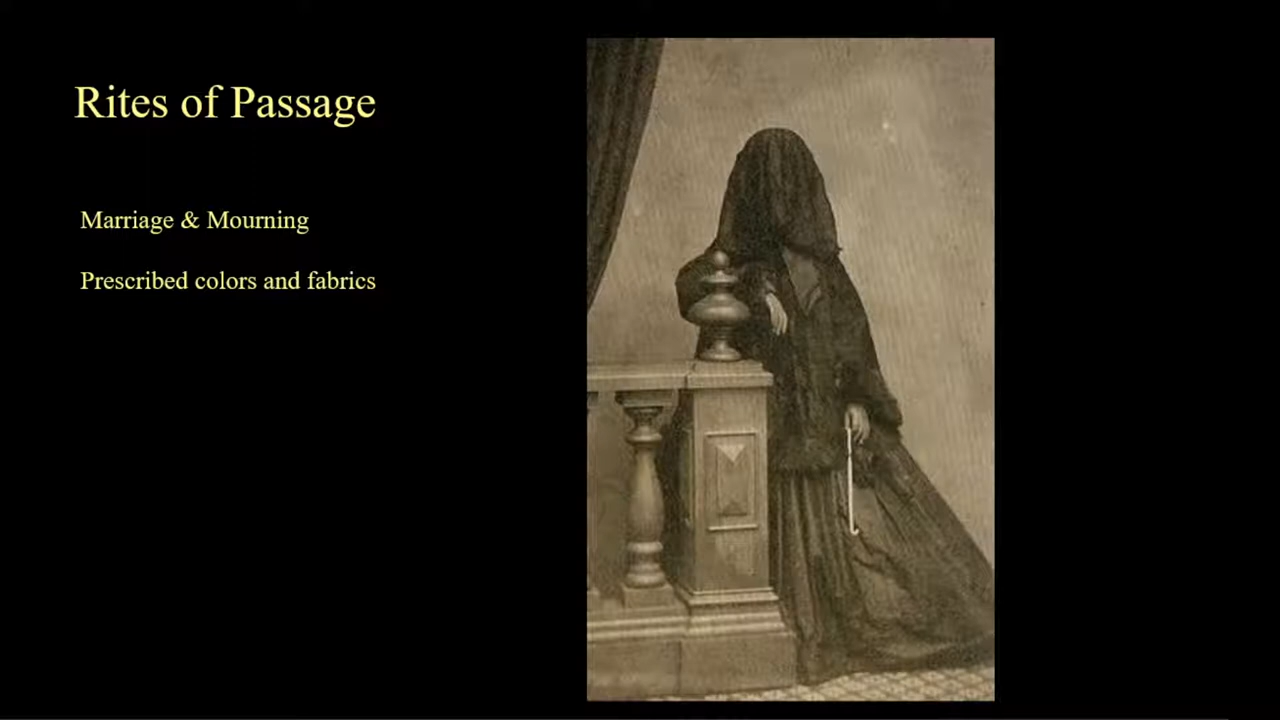 Rites of Passage
Marriage & Mourning
Prescribed colors and fabrics